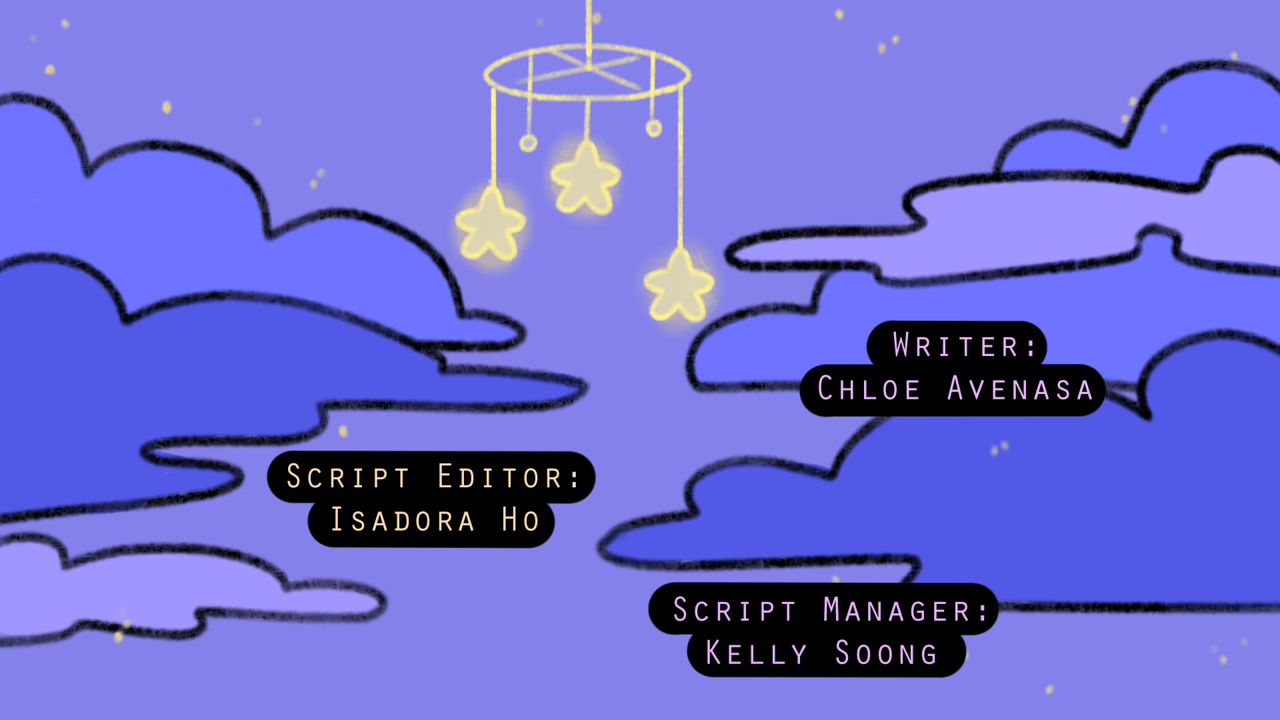 Writer:
Chloe Avenasa
Script Editor:
Isadora Ho
Script Manager:
Kelly Soong